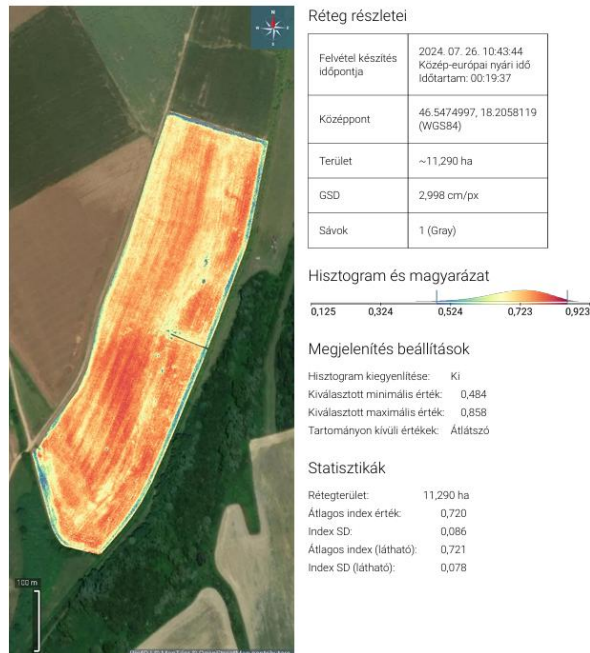 Réteg részletei
Felvétel készítés időpontja
2024. 07. 26. 10:43:44
Közép-európai nyári idő
Időtartam: 00:19:37
Középpont
46.5474997, 18.2058119
(WGS84)
Terület
~11,290 ha
GSD
2,998 cm/px
Sávok
1 (Gray)
Hisztogram és magyarázat
0,125 0,324 0,524 0,723 0,923
Megjelenítés beállítások
Hisztogram kiegyenlítése: Ki
Kiválasztott minimális érték: 0,484
Kiválasztott maximális érték: 0,858
Tartományon kívüli értékek: Átlátszó
Statisztikák
Rétegterület: 11,290 ha
Átlagos index érték: 0,720
Index SD: 0,086
Átlagos index (látható): 0,721
Index SD (látható): 0,078
100 m